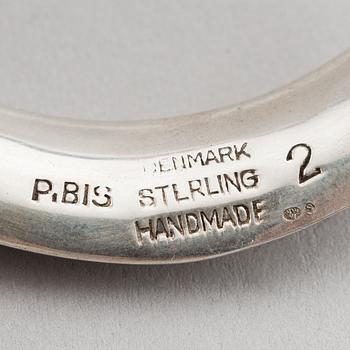 DENMARK
P.BIS STERLING 2
HANDMADE S